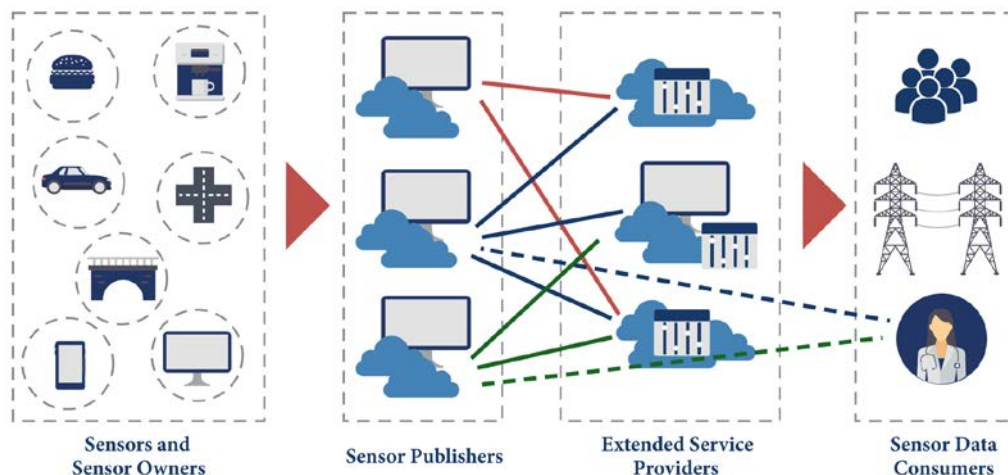 Sensors and
Sensor Owners
Sensor Publishers
Extended Service
Providers
Sensor Data
Consumers